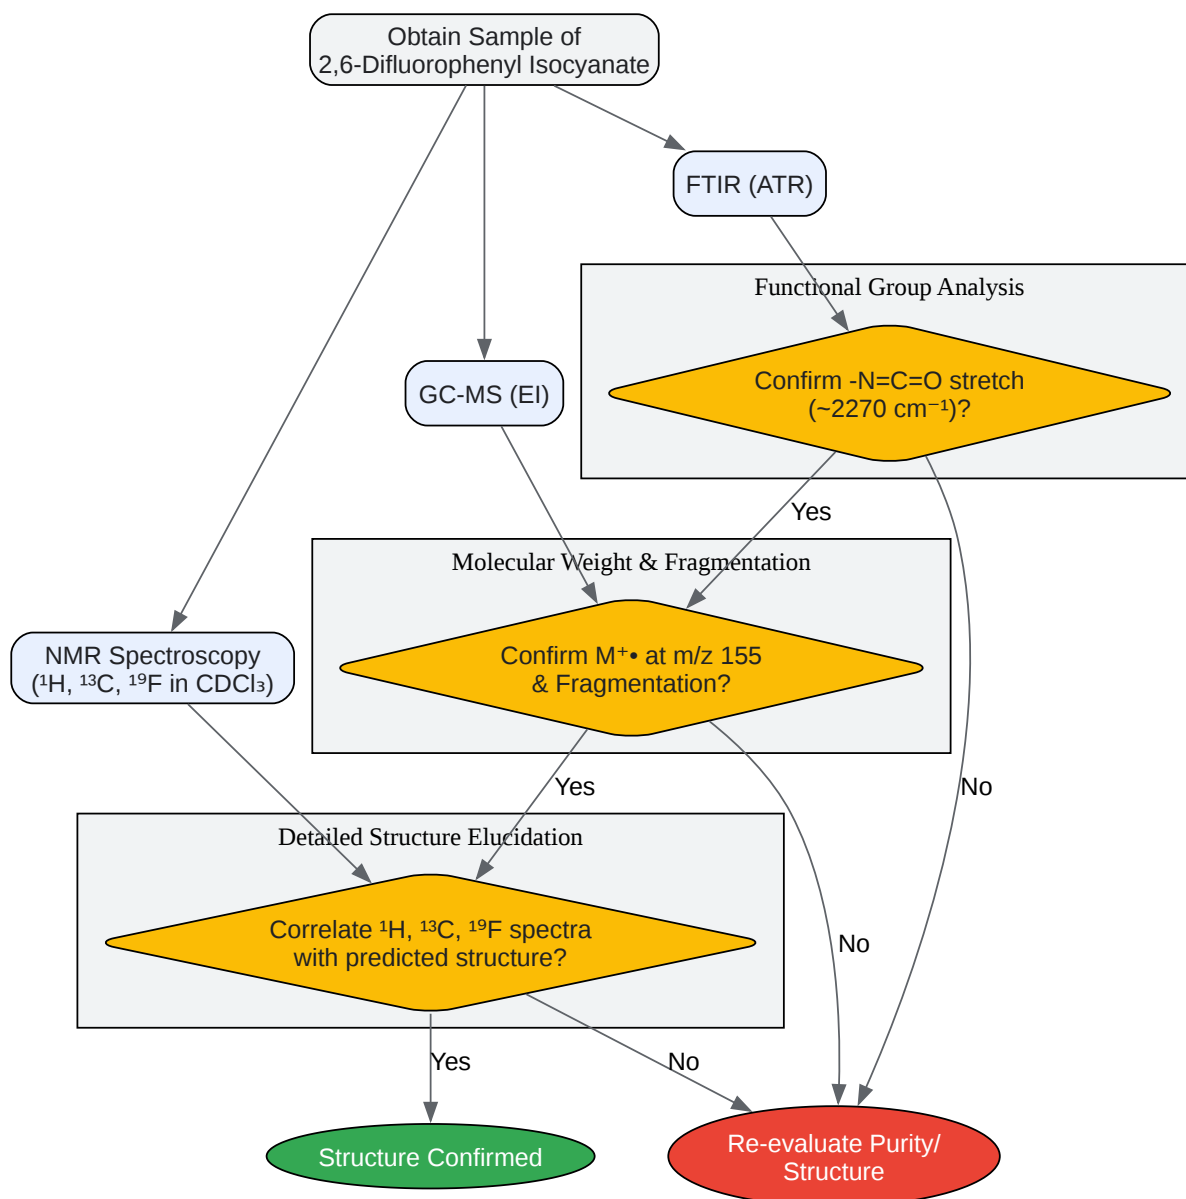 Obtain Sample of
2,6-Difluorophenyl Isocyanate
FTIR (ATR)
Functional Group Analysis
Confirm -N=C=O stretch
(~2270 cm⁻¹)?
GC-MS (EI)
Yes
Molecular Weight & Fragmentation
Confirm M⁺• at m/z 155
& Fragmentation?
NMR Spectroscopy
(¹H, ¹³C, ¹⁹F in CDCl₃)
Yes
No
Detailed Structure Elucidation
Correlate ¹H, ¹³C, ¹⁹F spectra
with predicted structure?
No
Yes
No
Structure Confirmed
Re-evaluate Purity/
Structure